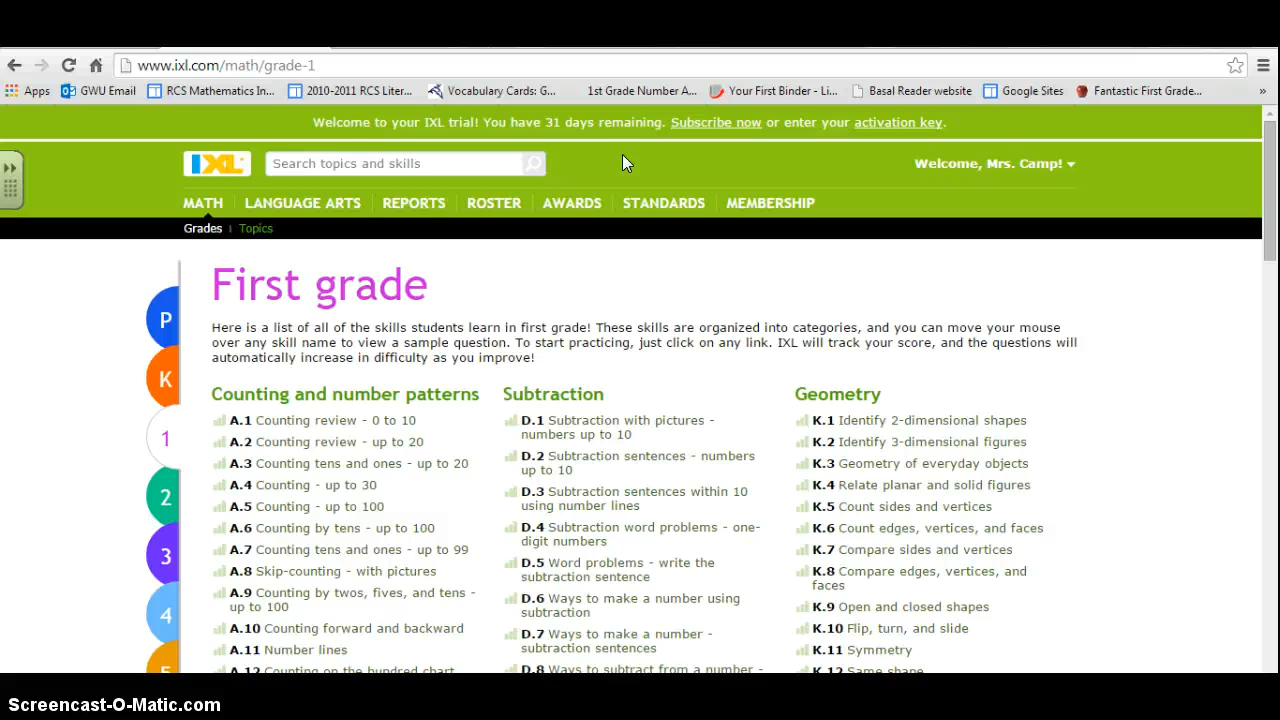 www.ixl.com/math/grade-1
Apps GWU Email RCS Mathematics In... 2010-2011 RCS Liter... Vocabulary Cards: G... 1st Grade Number A... Your First Binder - Li... Basal Reader website Google Sites Fantastic First Grade... »
Welcome to your IXL trial! You have 31 days remaining. Subscribe now or enter your activation key.
IXL Search topics and skills Welcome, Mrs. Camp!
MATH LANGUAGE ARTS REPORTS ROSTER AWARDS STANDARDS MEMBERSHIP
Grades Topics
First grade
Here is a list of all of the skills students learn in first grade! These skills are organized into categories, and you can move your mouse
over any skill name to view a sample question. To start practicing, just click on any link. IXL will track your score, and the questions will
automatically increase in difficulty as you improve!
P
K
1
2
3
4
5
Counting and number patterns
A.1 Counting review - 0 to 10
A.2 Counting review - up to 20
A.3 Counting tens and ones - up to 20
A.4 Counting - up to 30
A.5 Counting - up to 100
A.6 Counting by tens - up to 100
A.7 Counting tens and ones - up to 99
A.8 Skip-counting - with pictures
A.9 Counting by twos, fives, and tens -
up to 100
A.10 Counting forward and backward
A.11 Number lines
A.12 Counting on the hundred chart
Subtraction
D.1 Subtraction with pictures -
numbers up to 10
D.2 Subtraction sentences - numbers
up to 10
D.3 Subtraction sentences within 10
using number lines
D.4 Subtraction word problems - one-
digit numbers
D.5 Word problems - write the
subtraction sentence
D.6 Ways to make a number using
subtraction
D.7 Ways to make a number -
subtraction sentences
D.8 Ways to subtract from a number -
Geometry
K.1 Identify 2-dimensional shapes
K.2 Identify 3-dimensional figures
K.3 Geometry of everyday objects
K.4 Relate planar and solid figures
K.5 Count sides and vertices
K.6 Count edges, vertices, and faces
K.7 Compare sides and vertices
K.8 Compare edges, vertices, and
faces
K.9 Open and closed shapes
K.10 Flip, turn, and slide
K.11 Symmetry
K.12 Same shape
Screencast-O-Matic.com